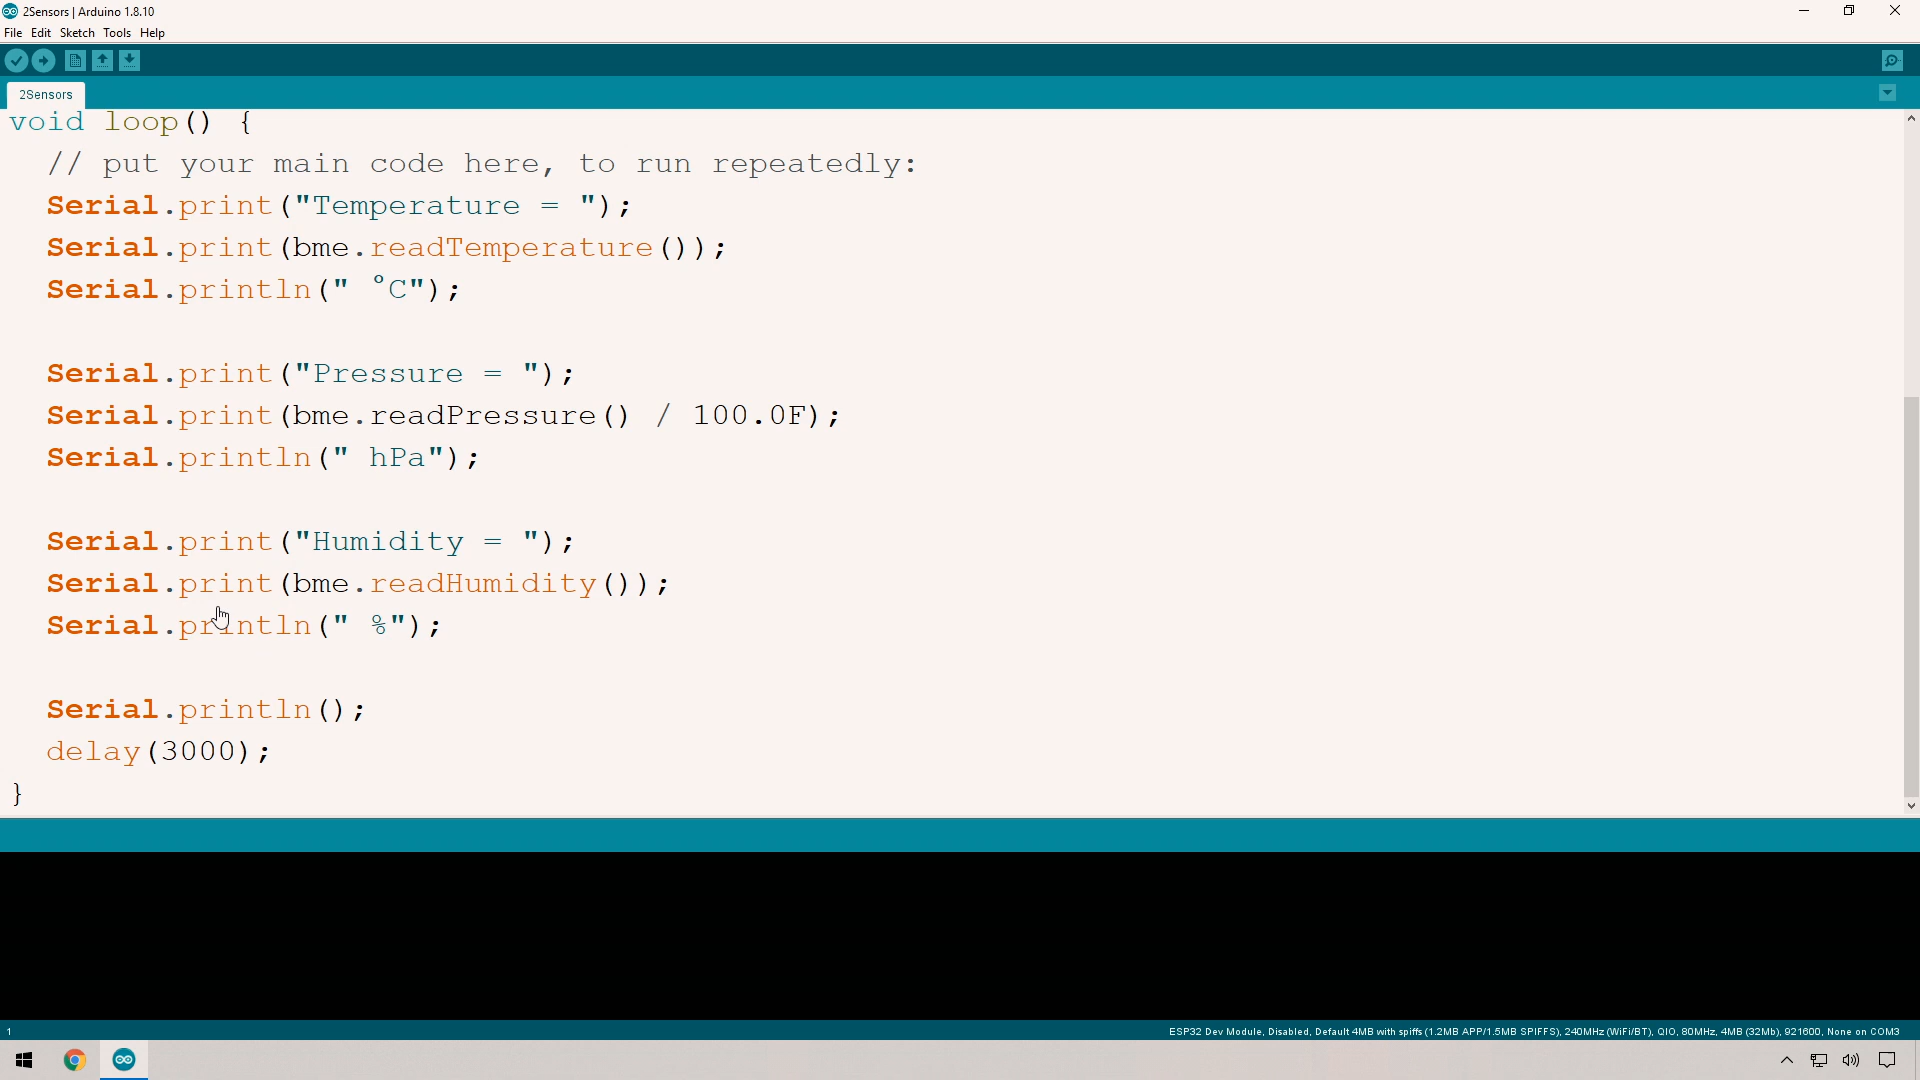 2Sensors | Arduino 1.8.10
File Edit Sketch Tools Help
2Sensors
void loop() {
  // put your main code here, to run repeatedly:
  Serial.print("Temperature = ");
  Serial.print(bme.readTemperature());
  Serial.println(" °C");
  Serial.print("Pressure = ");
  Serial.print(bme.readPressure() / 100.0F);
  Serial.println(" hPa");
  Serial.print("Humidity = ");
  Serial.print(bme.readHumidity());
  Serial.println(" %");
  Serial.println();
  delay(3000);
}
1
ESP32 Dev Module, Disabled, Default 4MB with spiffs (1.2MB APP/1.5MB SPIFFS), 240MHz (WiFi/BT), QIO, 80MHz, 4MB (32Mb), 921600, None on COM3